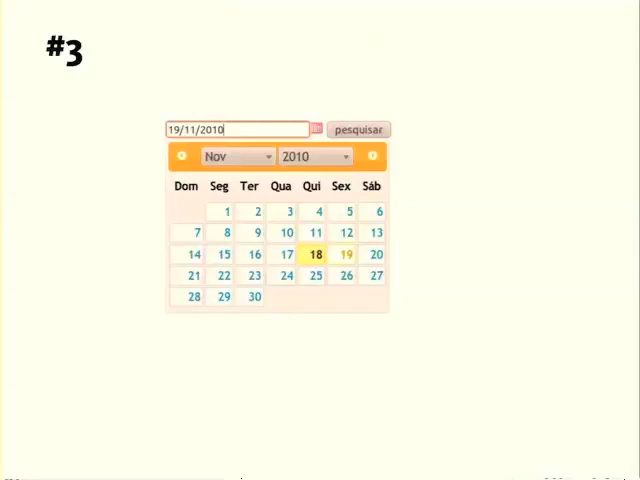 #3
19/11/2010 pesquisar
Nov 2010
Dom Seg Ter Qua Qui Sex Sáb
1 2 3 4 5 6
7 8 9 10 11 12 13
14 15 16 17 18 19 20
21 22 23 24 25 26 27
28 29 30